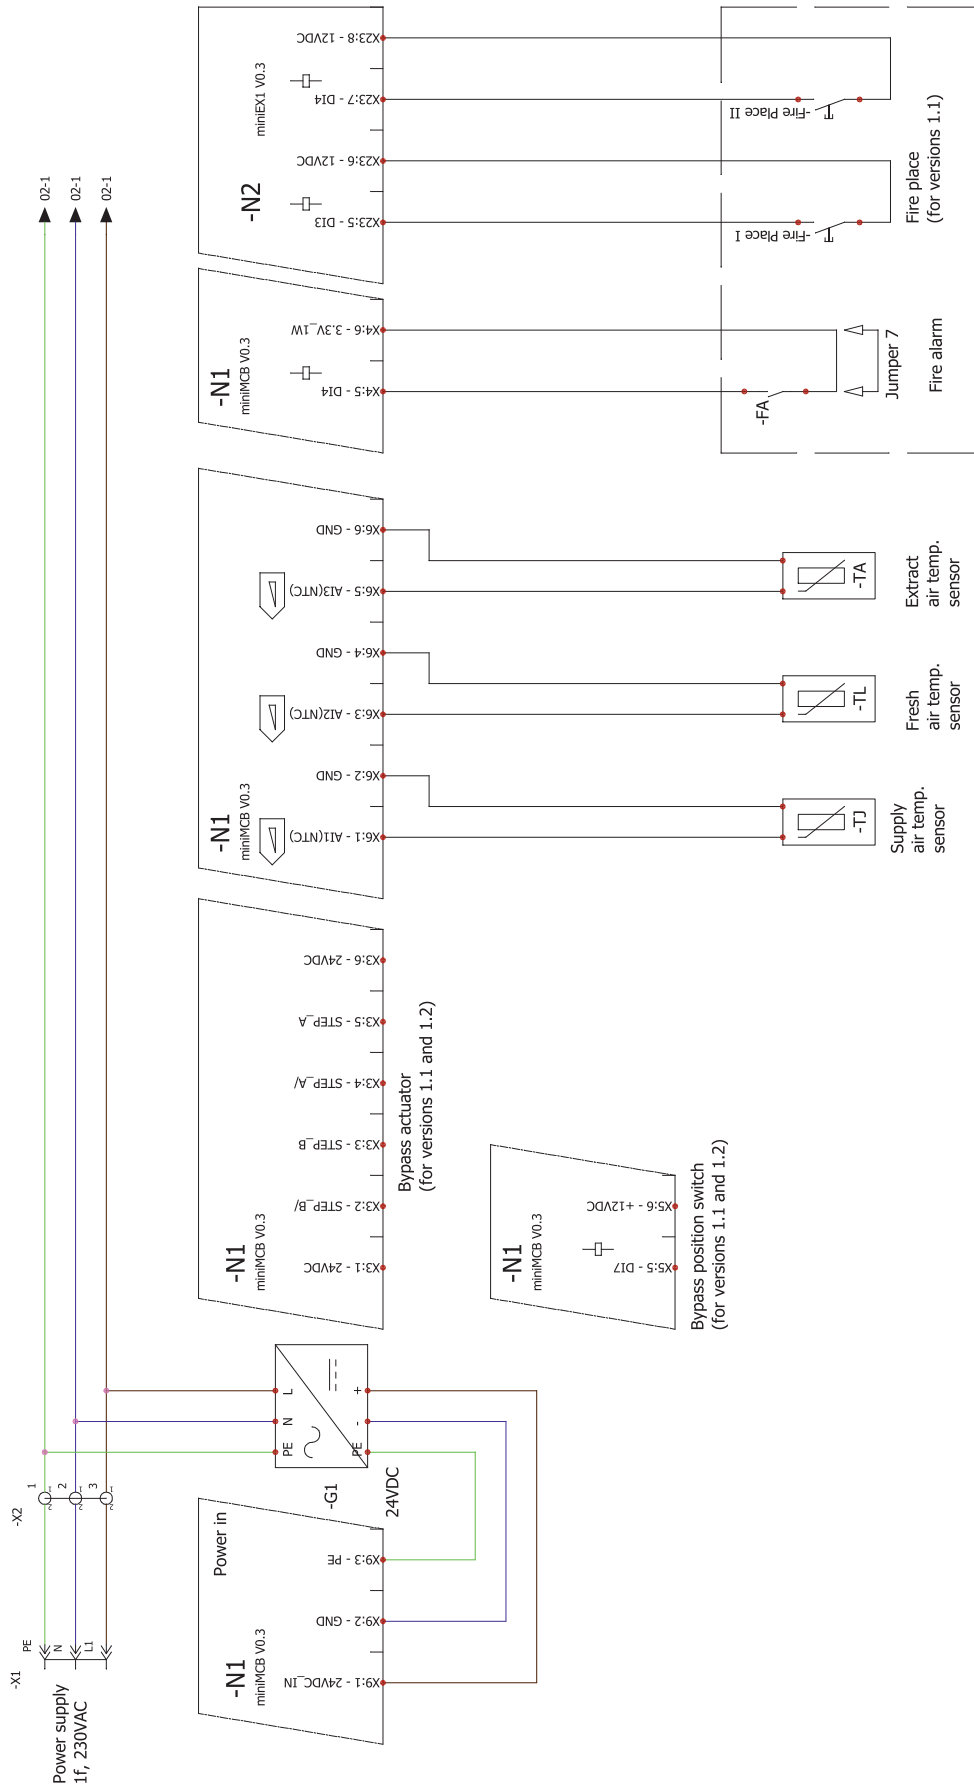 -X1
PE
N
L1
Power supply
1f, 230VAC
-X2
1
2
3
1
2
1
2
1
2
02-1
02-1
02-1
-N1
miniMCB V0.3
Power in
X9:1 - 24VDC_IN
X9:2 - GND
X9:3 - PE
-G1
24VDC
PE
N
L
PE
-
+
-N1
miniMCB V0.3
X3:1 - 24VDC
X3:2 - STEP_B/
X3:3 - STEP_B
X3:4 - STEP_A/
X3:5 - STEP_A
X3:6 - 24VDC
Bypass actuator
(for versions 1.1 and 1.2)
-N1
miniMCB V0.3
X5:5 - DI7
X5:6 - +12VDC
Bypass position switch
(for versions 1.1 and 1.2)
-N1
miniMCB V0.3
X6:1 - AI1(NTC)
X6:2 - GND
X6:3 - AI2(NTC)
X6:4 - GND
X6:5 - AI3(NTC)
X6:6 - GND
-TJ
Supply
air temp.
sensor
-TL
Fresh
air temp.
sensor
-TA
Extract
air temp.
sensor
-N1
miniMCB V0.3
X4:5 - DI4
X4:6 - 3.3V_1W
-FA
Jumper 7
Fire alarm
-N2
miniEX1 V0.3
X23:5 - DI3
X23:6 - 12VDC
X23:7 - DI4
X23:8 - 12VDC
-Fire Place I
-Fire Place II
Fire place
(for versions 1.1)